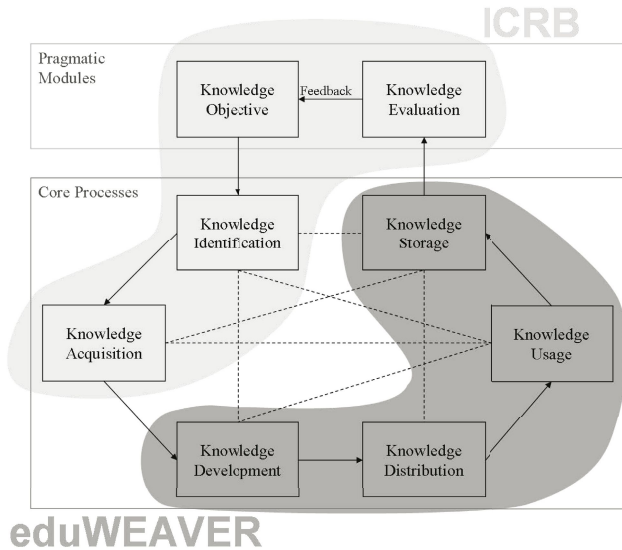 ICRB
Pragmatic
Modules
Knowledge
Objective
Feedback
Knowledge
Evaluation
Core Processes
Knowledge
Identification
Knowledge
Storage
Knowledge
Acquisition
Knowledge
Usage
Knowledge
Development
Knowledge
Distribution
eduWEAVER